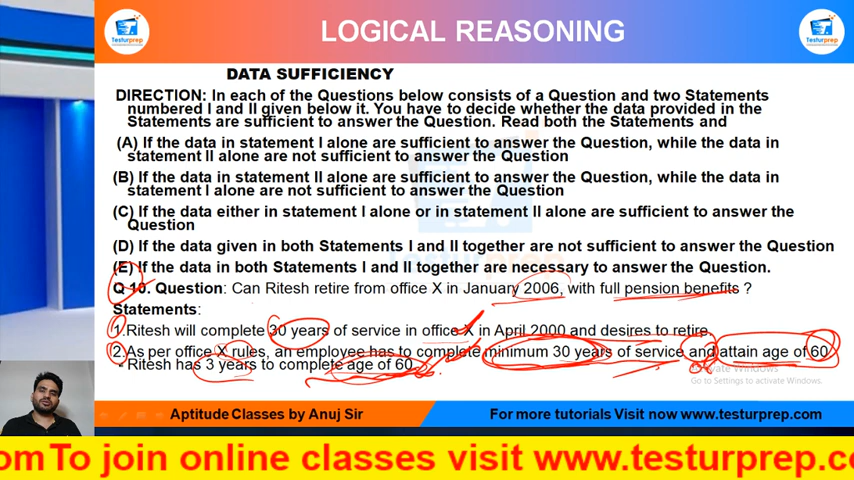 LOGICAL REASONING
Testurprep
Testurprep
DATA SUFFICIENCY
DIRECTION: In each of the Questions below consists of a Question and two Statements
numbered I and II given below it. You have to decide whether the data provided in the
Statements are sufficient to answer the Question. Read both the Statements and
(A) If the data in statement I alone are sufficient to answer the Question, while the data in
statement II alone are not sufficient to answer the Question
(B) If the data in statement II alone are sufficient to answer the Question, while the data in
statement I alone are not sufficient to answer the Question
(C) If the data either in statement I alone or in statement II alone are sufficient to answer the
Question
(D) If the data given in both Statements I and II together are not sufficient to answer the Question
(E) If the data in both Statements I and II together are necessary to answer the Question.
Q 10. Question: Can Ritesh retire from office X in January 2006, with full pension benefits ?
Statements:
1.Ritesh will complete 30 years of service in office X in April 2000 and desires to retire.
2.As per office X rules, an employee has to complete minimum 30 years of service and attain age of 60.
Ritesh has 3 years to complete age of 60.
Activate Windows
Go to Settings to activate Windows.
Aptitude Classes by Anuj Sir
For more tutorials Visit now www.testurprep.com
om To join online classes visit www.testurprep.co